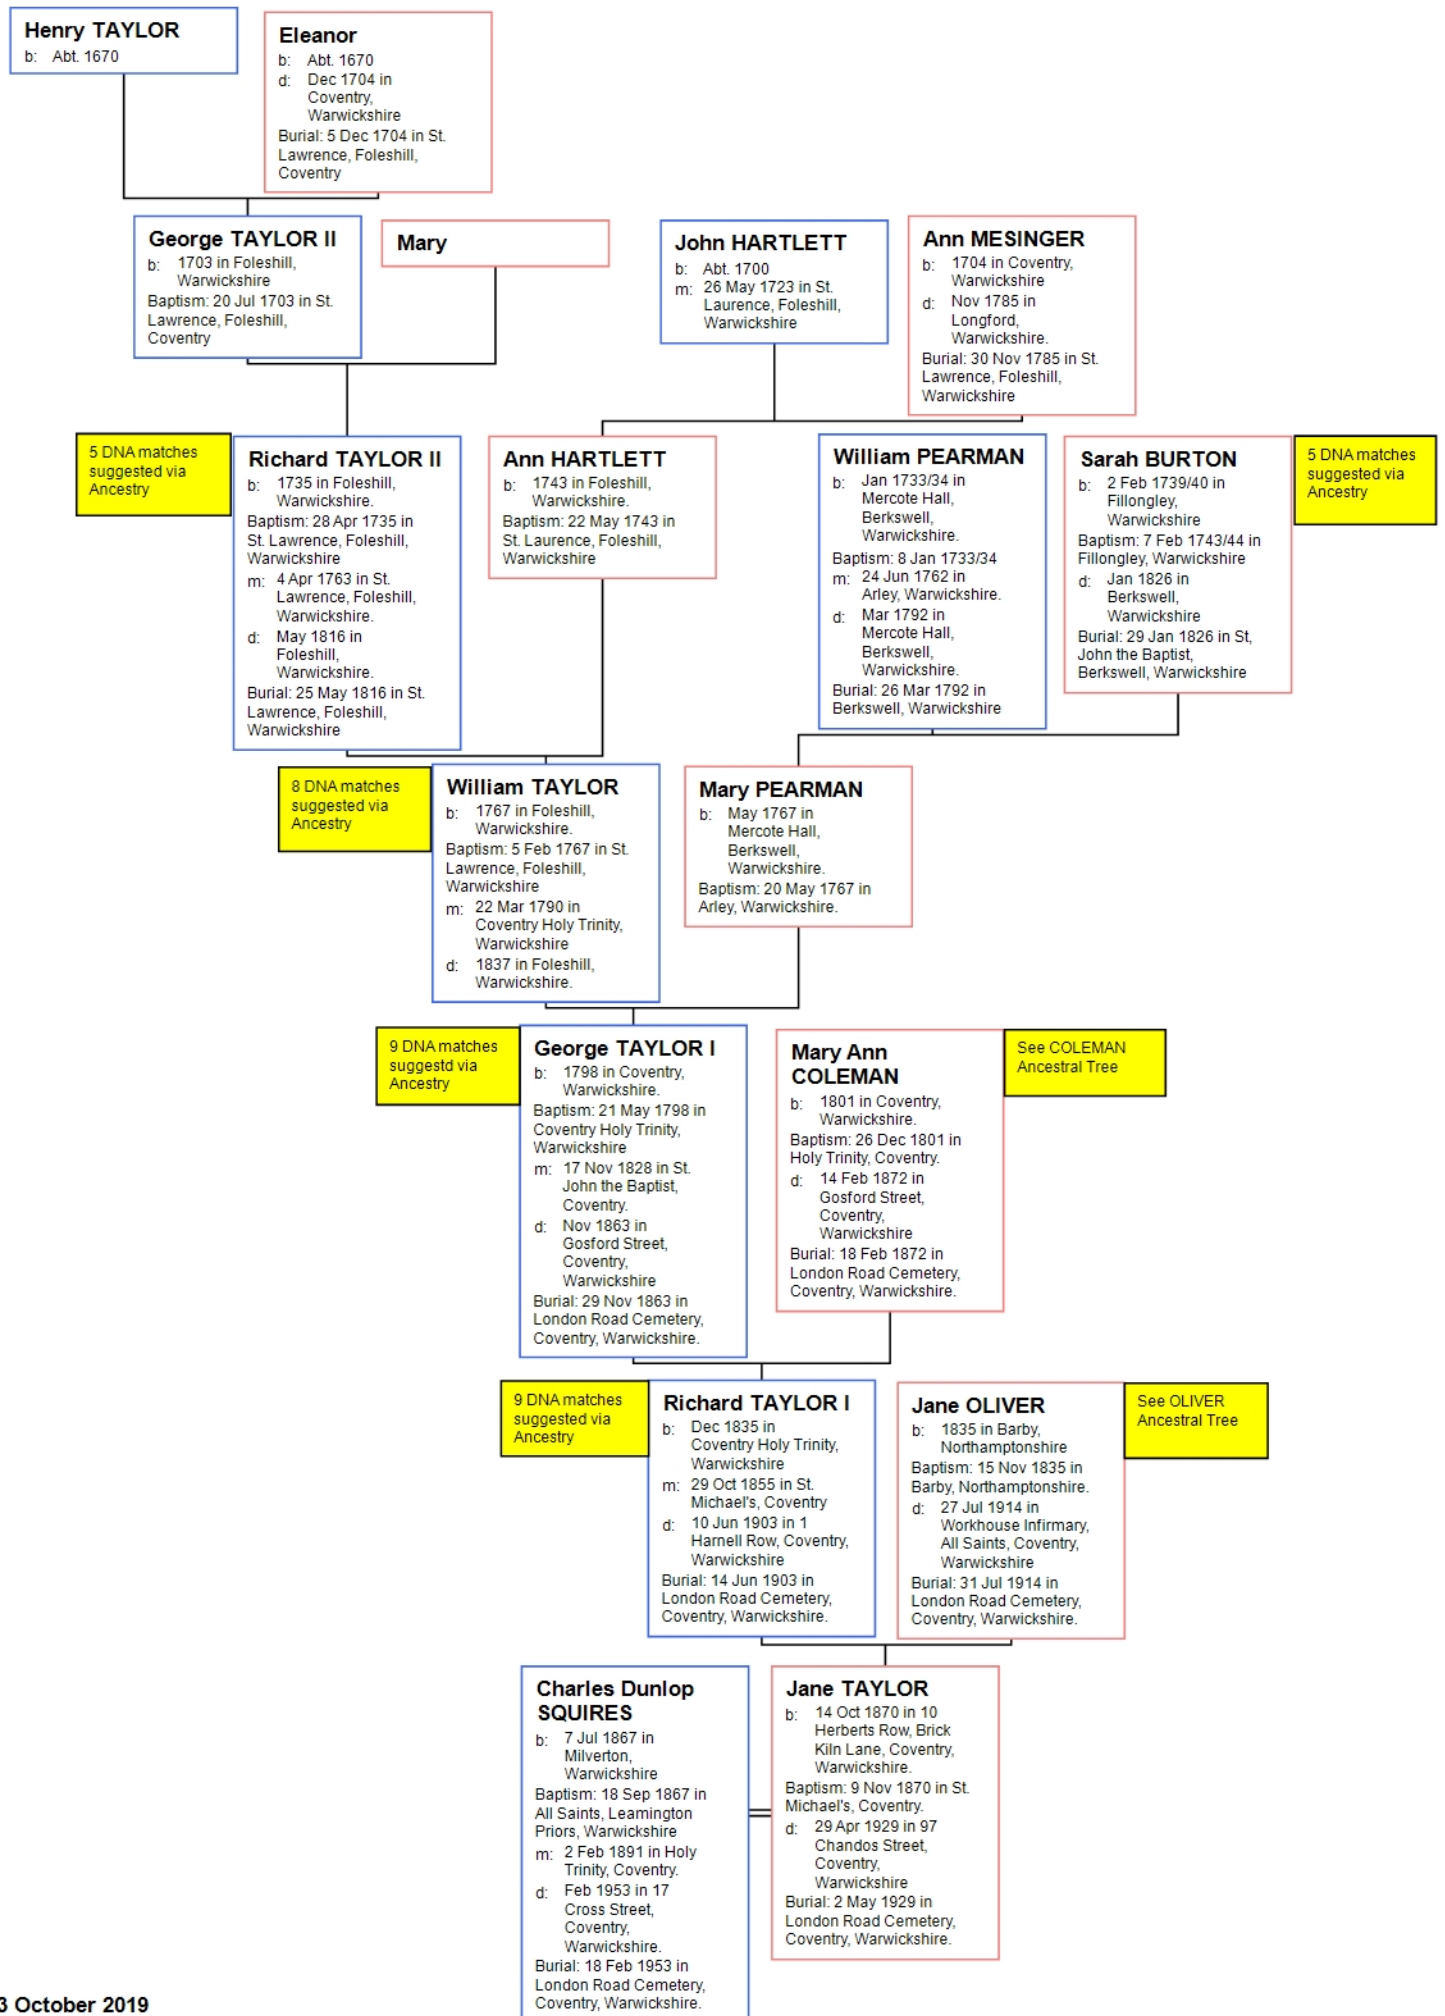 Henry TAYLOR
b: Abt. 1670
Eleanor
b: Abt. 1670
d: Dec 1704 in
Coventry,
Warwickshire
Burial: 5 Dec 1704 in St.
Lawrence, Foleshill,
Coventry
George TAYLOR II
b: 1703 in Foleshill,
Warwickshire
Baptism: 20 Jul 1703 in St.
Lawrence, Foleshill,
Coventry
Mary
John HARTLETT
b: Abt. 1700
m: 26 May 1723 in St.
Laurence, Foleshill,
Warwickshire
Ann MESINGER
b: 1704 in Coventry,
Warwickshire
d: Nov 1785 in
Longford,
Warwickshire.
Burial: 30 Nov 1785 in St.
Lawrence, Foleshill,
Warwickshire
5 DNA matches
suggested via
Ancestry
Richard TAYLOR II
b: 1735 in Foleshill,
Warwickshire.
Baptism: 28 Apr 1735 in
St. Lawrence, Foleshill,
Warwickshire
m: 4 Apr 1763 in St.
Lawrence, Foleshill,
Warwickshire.
d: May 1816 in
Foleshill,
Warwickshire.
Burial: 25 May 1816 in St.
Lawrence, Foleshill,
Warwickshire
Ann HARTLETT
b: 1743 in Foleshill,
Warwickshire.
Baptism: 22 May 1743 in
St. Laurence, Foleshill,
Warwickshire
William PEARMAN
b: Jan 1733/34 in
Mercote Hall,
Berkswell,
Warwickshire.
Baptism: 8 Jan 1733/34
m: 24 Jun 1762 in
Arley, Warwickshire.
d: Mar 1792 in
Mercote Hall,
Berkswell,
Warwickshire.
Burial: 26 Mar 1792 in
Berkswell, Warwickshire
Sarah BURTON
b: 2 Feb 1739/40 in
Fillongley,
Warwickshire
Baptism: 7 Feb 1743/44 in
Fillongley, Warwickshire
d: Jan 1826 in
Berkswell,
Warwickshire
Burial: 29 Jan 1826 in St,
John the Baptist,
Berkswell, Warwickshire
5 DNA matches
suggested via
Ancestry
8 DNA matches
suggested via
Ancestry
William TAYLOR
b: 1767 in Foleshill,
Warwickshire.
Baptism: 5 Feb 1767 in St.
Lawrence, Foleshill,
Warwickshire
m: 22 Mar 1790 in
Coventry Holy Trinity,
Warwickshire
d: 1837 in Foleshill,
Warwickshire.
Mary PEARMAN
b: May 1767 in
Mercote Hall,
Berkswell,
Warwickshire.
Baptism: 20 May 1767 in
Arley, Warwickshire.
9 DNA matches
suggestd via
Ancestry
George TAYLOR I
b: 1798 in Coventry,
Warwickshire.
Baptism: 21 May 1798 in
Coventry Holy Trinity,
Warwickshire
m: 17 Nov 1828 in St.
John the Baptist,
Coventry.
d: Nov 1863 in
Gosford Street,
Coventry,
Warwickshire
Burial: 29 Nov 1863 in
London Road Cemetery,
Coventry, Warwickshire.
Mary Ann
COLEMAN
b: 1801 in Coventry,
Warwickshire.
Baptism: 26 Dec 1801 in
Holy Trinity, Coventry.
d: 14 Feb 1872 in
Gosford Street,
Coventry,
Warwickshire
Burial: 18 Feb 1872 in
London Road Cemetery,
Coventry, Warwickshire.
See COLEMAN
Ancestral Tree
9 DNA matches
suggested via
Ancestry
Richard TAYLOR I
b: Dec 1835 in
Coventry Holy Trinity,
Warwickshire
m: 29 Oct 1855 in St.
Michael's, Coventry
d: 10 Jun 1903 in 1
Harnell Row, Coventry,
Warwickshire
Burial: 14 Jun 1903 in
London Road Cemetery,
Coventry, Warwickshire.
Jane OLIVER
b: 1835 in Barby,
Northamptonshire
Baptism: 15 Nov 1835 in
Barby, Northamptonshire.
d: 27 Jul 1914 in
Workhouse Infirmary,
All Saints, Coventry,
Warwickshire
Burial: 31 Jul 1914 in
London Road Cemetery,
Coventry, Warwickshire.
See OLIVER
Ancestral Tree
Charles Dunlop
SQUIRES
b: 7 Jul 1867 in
Milverton,
Warwickshire
Baptism: 18 Sep 1867 in
All Saints, Leamington
Priors, Warwickshire
m: 2 Feb 1891 in Holy
Trinity, Coventry.
d: Feb 1953 in 17
Cross Street,
Coventry,
Warwickshire.
Burial: 18 Feb 1953 in
London Road Cemetery,
Coventry, Warwickshire.
Jane TAYLOR
b: 14 Oct 1870 in 10
Herberts Row, Brick
Kiln Lane, Coventry,
Warwickshire.
Baptism: 9 Nov 1870 in St.
Michael's, Coventry.
d: 29 Apr 1929 in 97
Chandos Street,
Coventry,
Warwickshire
Burial: 2 May 1929 in
London Road Cemetery,
Coventry, Warwickshire.
3 October 2019